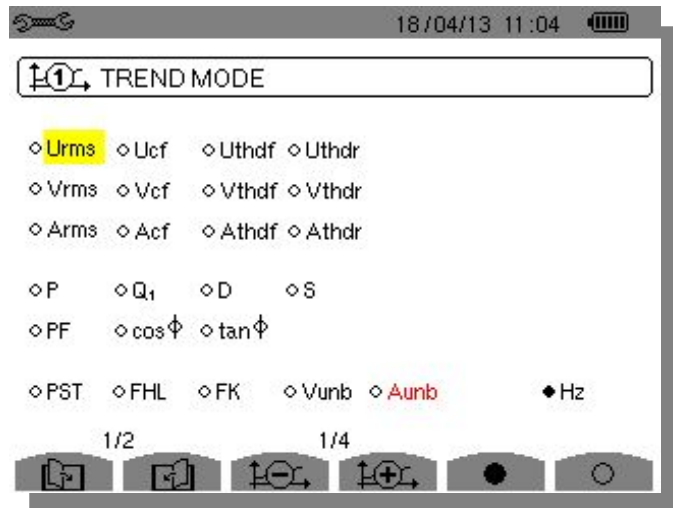 18/04/13 11:04
1 TREND MODE
Urms Ucf Uthdf Uthdr
Vrms Vcf Vthdf Vthdr
Arms Acf Athdf Athdr
P Q₁ D S
PF cosΦ tanΦ
PST FHL FK Vunb Aunb Hz
1/2 1/4